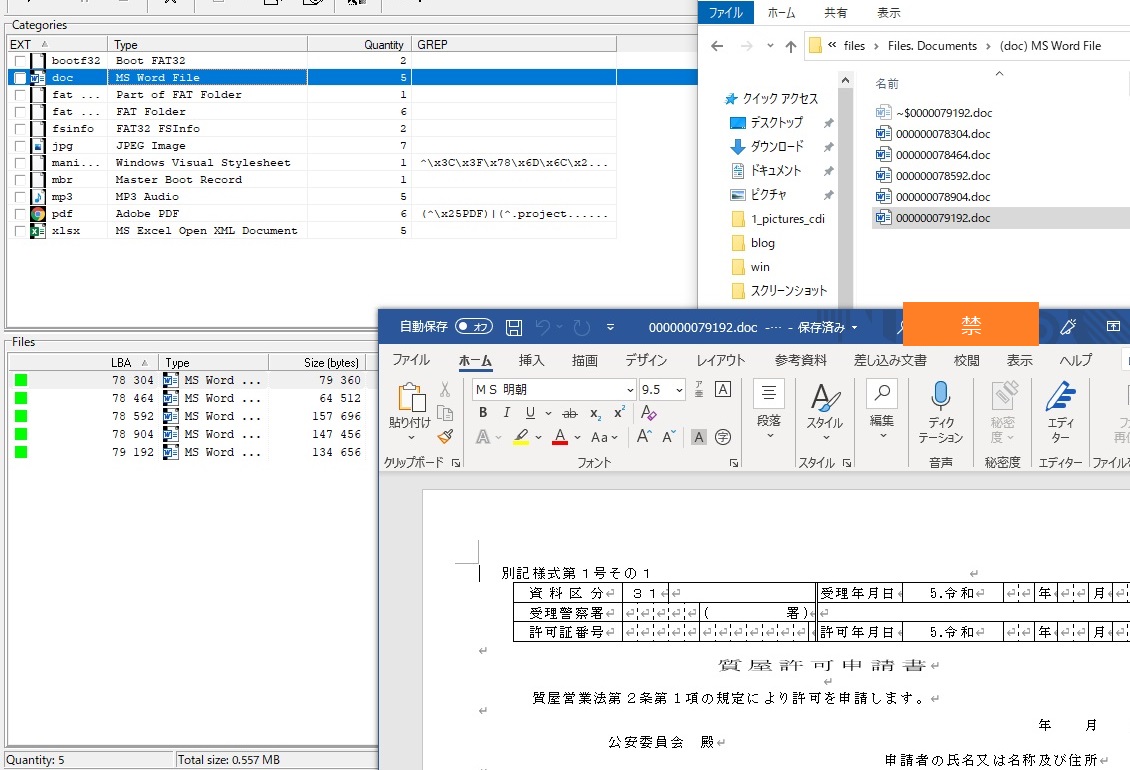 Categories
EXT Type Quantity GREP
bootf32 Boot FAT32 2
doc MS Word File 5
fat ... Part of FAT Folder 1
fat ... FAT Folder 6
fsinfo FAT32 FSInfo 2
jpg JPEG Image 7
mani... Windows Visual Stylesheet 1 ^\x3C\x3F\x78\x6D\x6C\x2...
mbr Master Boot Record 1
mp3 MP3 Audio 5
pdf Adobe PDF 6 (^\x25PDF)|(^.project......
xlsx MS Excel Open XML Document 5
Files
LBA Type Size (bytes)
78 304 MS Word ... 79 360
78 464 MS Word ... 64 512
78 592 MS Word ... 157 696
78 904 MS Word ... 147 456
79 192 MS Word ... 134 656
Quantity: 5 Total size: 0.557 MB
ファイル ホーム 共有 表示
« files > Files. Documents > (doc) MS Word File
クイック アクセス
デスクトップ
ダウンロード
ドキュメント
ピクチャ
1_pictures_cdi
blog
win
スクリーンショット
名前
~$0000079192.doc
000000078304.doc
000000078464.doc
000000078592.doc
000000078904.doc
000000079192.doc
自動保存 オフ 000000079192.doc -… - 保存済み 禁
ファイル ホーム 挿入 描画 デザイン レイアウト 参考資料 差し込み文書 校閲 表示 ヘルプ
貼り付け
クリップボード
ＭＳ 明朝 9.5
B I U ab x₂ x² A
A A Aa A A A 字
フォント
段落
スタイル
スタイル
編集
ディク
テーション
音声
秘密
度
秘密度
エディ
ター
エディター
ファイルを
別記様式第１号その１
資料区分 ３１ 受理年月日 5.令和 年 月
受理警察署 ( 署)
許可証番号 許可年月日 5.令和 年 月
質屋許可申請書
質屋営業法第２条第１項の規定により許可を申請します。
年 月
公安委員会 殿
申請者の氏名又は名称及び住所